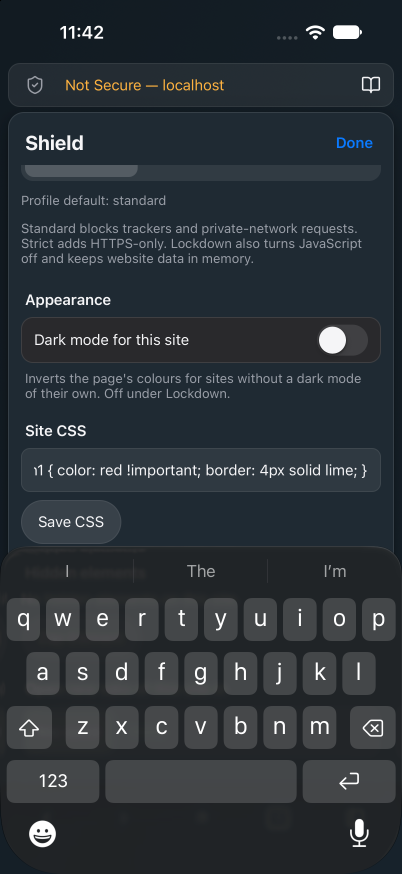 11:42
Not Secure — localhost
Shield
Done
Profile default: standard
Standard blocks trackers and private-network requests.
Strict adds HTTPS-only. Lockdown also turns JavaScript
off and keeps website data in memory.
Appearance
Dark mode for this site
Inverts the page's colours for sites without a dark mode
of their own. Off under Lockdown.
Site CSS
1 { color: red !important; border: 4px solid lime; }
Save CSS
I The I'm
q w e r t y u i o p
a s d f g h j k l
z x c v b n m
123